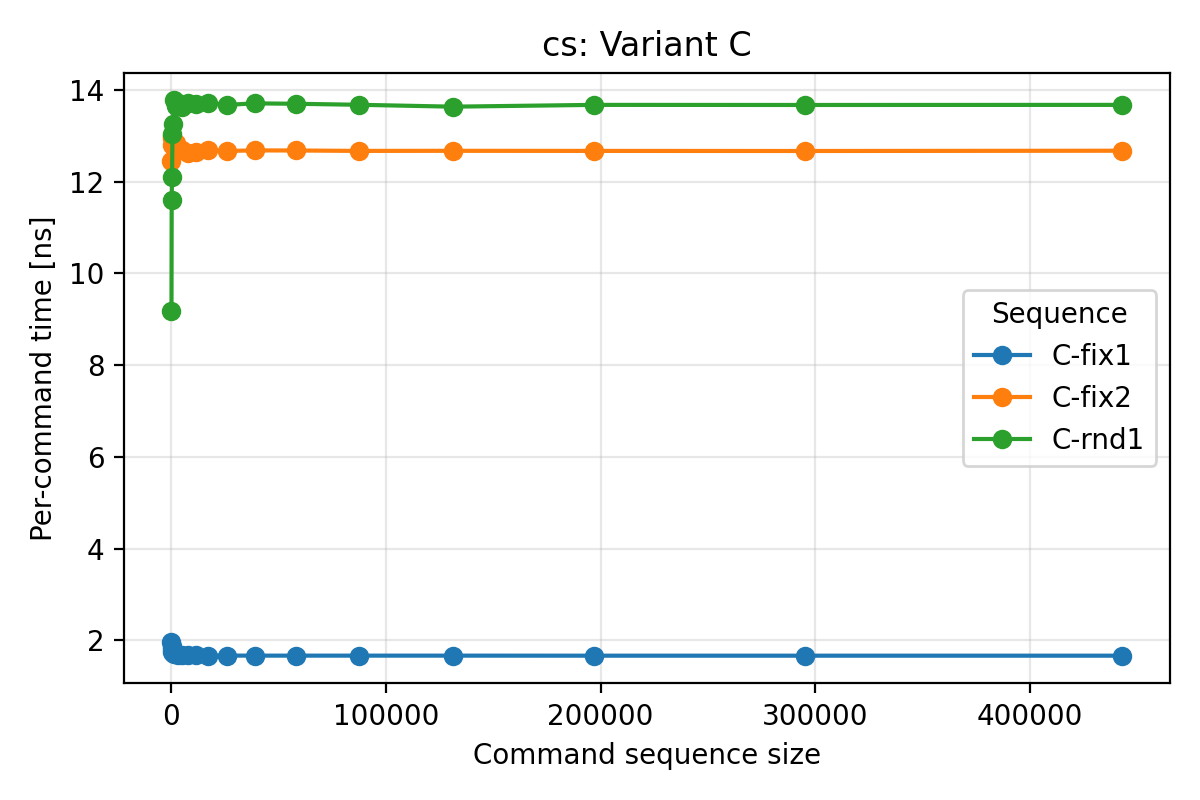 cs: Variant C
Per-command time [ns]
14
12
10
8
6
4
2
0
100000
200000
300000
400000
Command sequence size
Sequence
C-fix1
C-fix2
C-rnd1